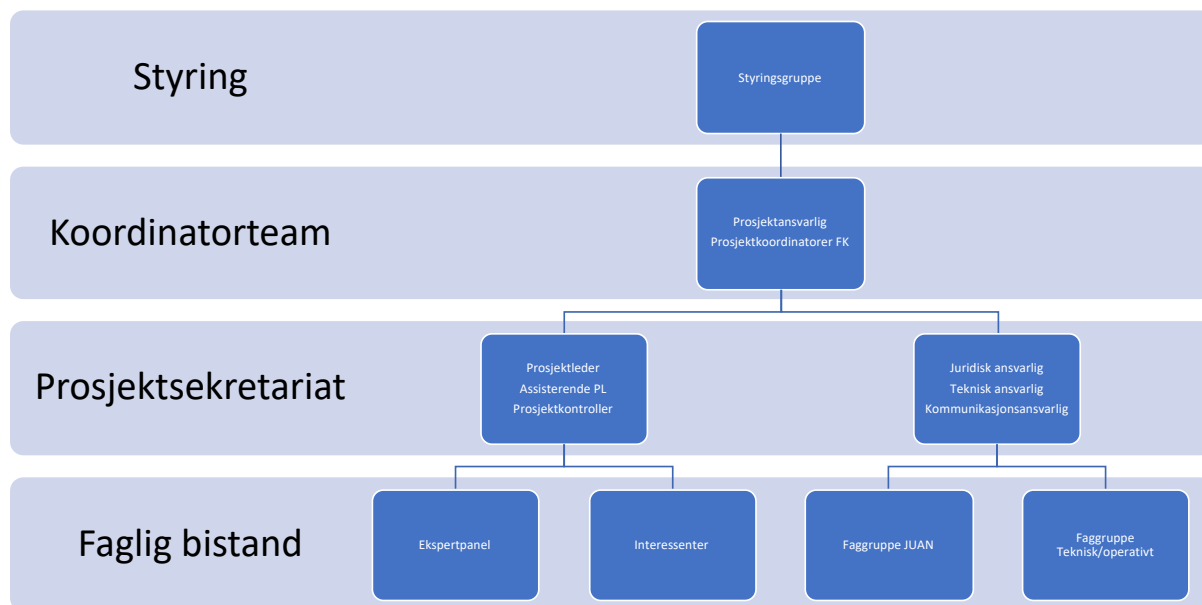 Styring
Styringsgruppe
Koordinatorteam
Prosjektansvarlig
Prosjektkoordinatorer FK
Prosjektsekretariat
Prosjektleder
Assisterende PL
Prosjektkontroller
Juridisk ansvarlig
Teknisk ansvarlig
Kommunikasjonsansvarlig
Faglig bistand
Ekspertpanel
Interessenter
Faggruppe JUAN
Faggruppe
Teknisk/operativt